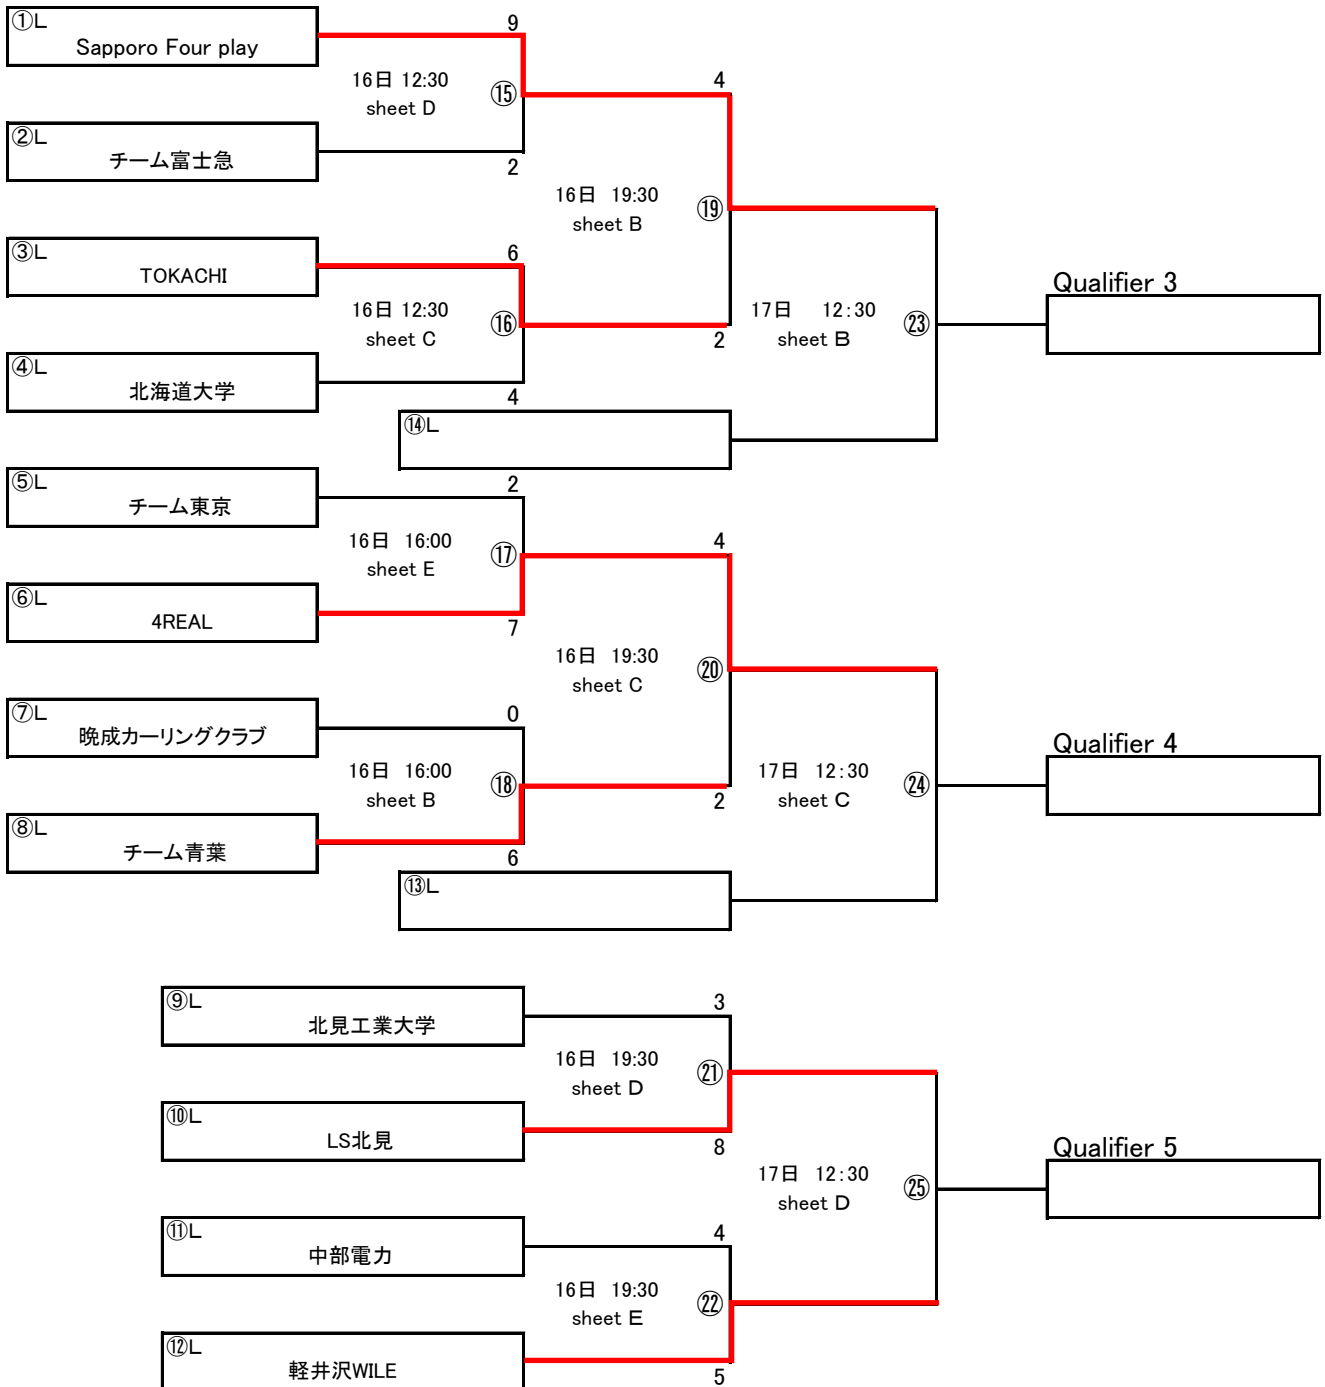 ①L
9
Sapporo Four play
16日 12:30
⑮
sheet D
4
②L
チーム富士急
2
16日 19:30
⑲
sheet B
③L
6
TOKACHI
16日 12:30
⑯
sheet C
2
17日 12:30
㉓
sheet B
Qualifier 3
④L
北海道大学
4
⑭L
⑤L
2
チーム東京
16日 16:00
⑰
sheet E
4
⑥L
4REAL
7
16日 19:30
⑳
sheet C
⑦L
0
晩成カーリングクラブ
16日 16:00
⑱
sheet B
2
17日 12:30
㉔
sheet C
Qualifier 4
⑧L
チーム青葉
6
⑬L
⑨L
3
北見工業大学
16日 19:30
㉑
sheet D
⑩L
LS北見
8
17日 12:30
㉕
sheet D
Qualifier 5
⑪L
4
中部電力
16日 19:30
㉒
sheet E
⑫L
軽井沢WILE
5